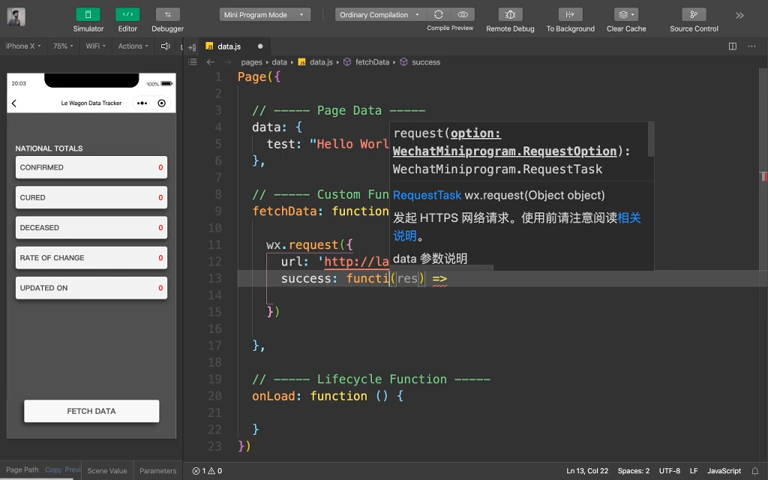 Mini Program Mode
Ordinary Compilation
Simulator
Editor
Debugger
Compile Preview
Remote Debug
To Background
Clear Cache
Source Control
iPhone X
75%
WiFi
Actions
data.js
pages › data › data.js › fetchData › success
20:03
100%
Le Wagon Data Tracker
NATIONAL TOTALS
CONFIRMED 0
CURED 0
DECEASED 0
RATE OF CHANGE 0
UPDATED ON 0
FETCH DATA
1 Page({
2
3 // ----- Page Data -----
4 data: {
5 test: "Hello Worl
6 },
7
8 // ----- Custom Fun
9 fetchData: function
10
11 wx.request({
12 url: 'http://la
13 success: functi(res) =>
14
15 })
16
17 },
18
19 // ----- Lifecycle Function -----
20 onLoad: function () {
21
22 }
23 })
request(option:
WechatMiniprogram.RequestOption):
WechatMiniprogram.RequestTask
RequestTask wx.request(Object object)
发起 HTTPS 网络请求。使用前请注意阅读相关
说明。
data 参数说明
Page Path
Copy
Previ
Scene Value
Parameters
1 0
Ln 13, Col 22
Spaces: 2
UTF-8
LF
JavaScript